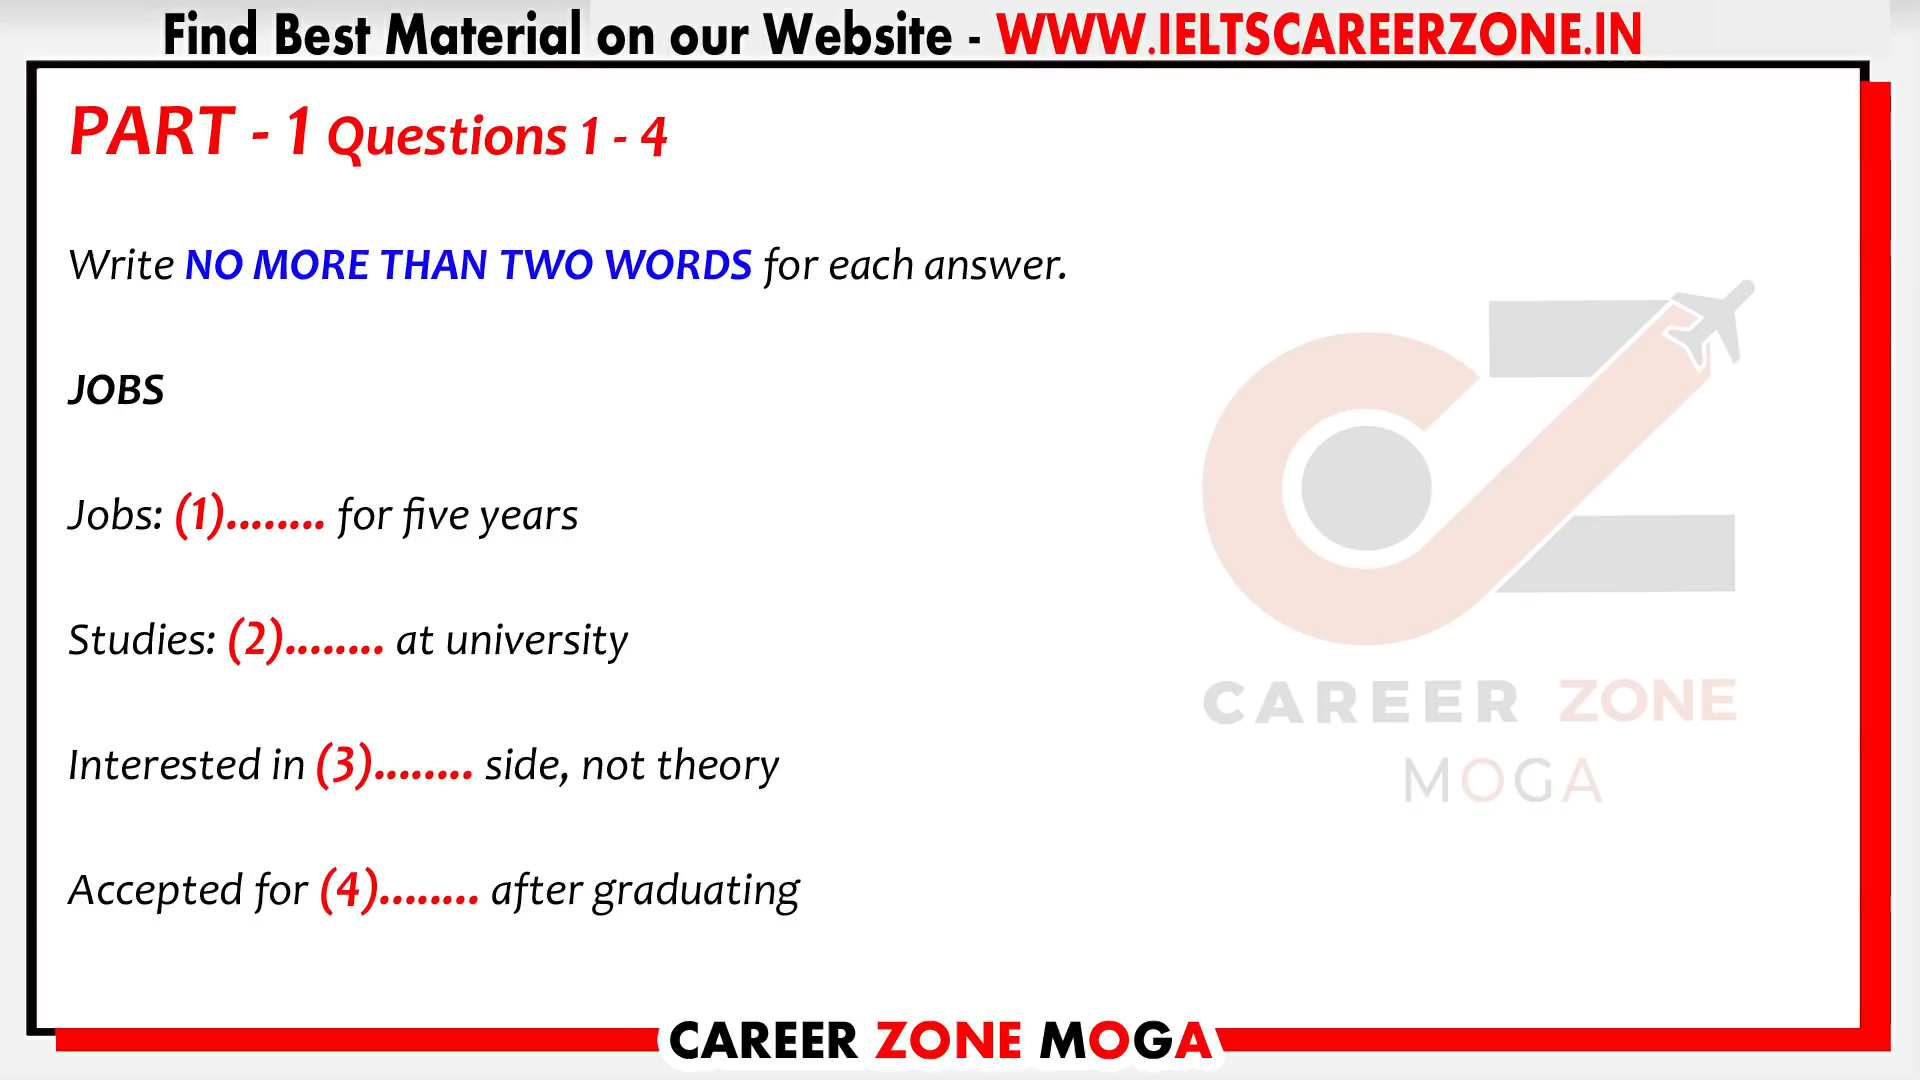 Find Best Material on our Website - WWW.IELTSCAREERZONE.IN
PART - 1 Questions 1 - 4
Write NO MORE THAN TWO WORDS for each answer.
JOBS
Jobs: (1)........ for five years
Studies: (2)........ at university
Interested in (3)........ side, not theory
Accepted for (4)........ after graduating
CAREER ZONE
MOGA
CAREER ZONE MOGA